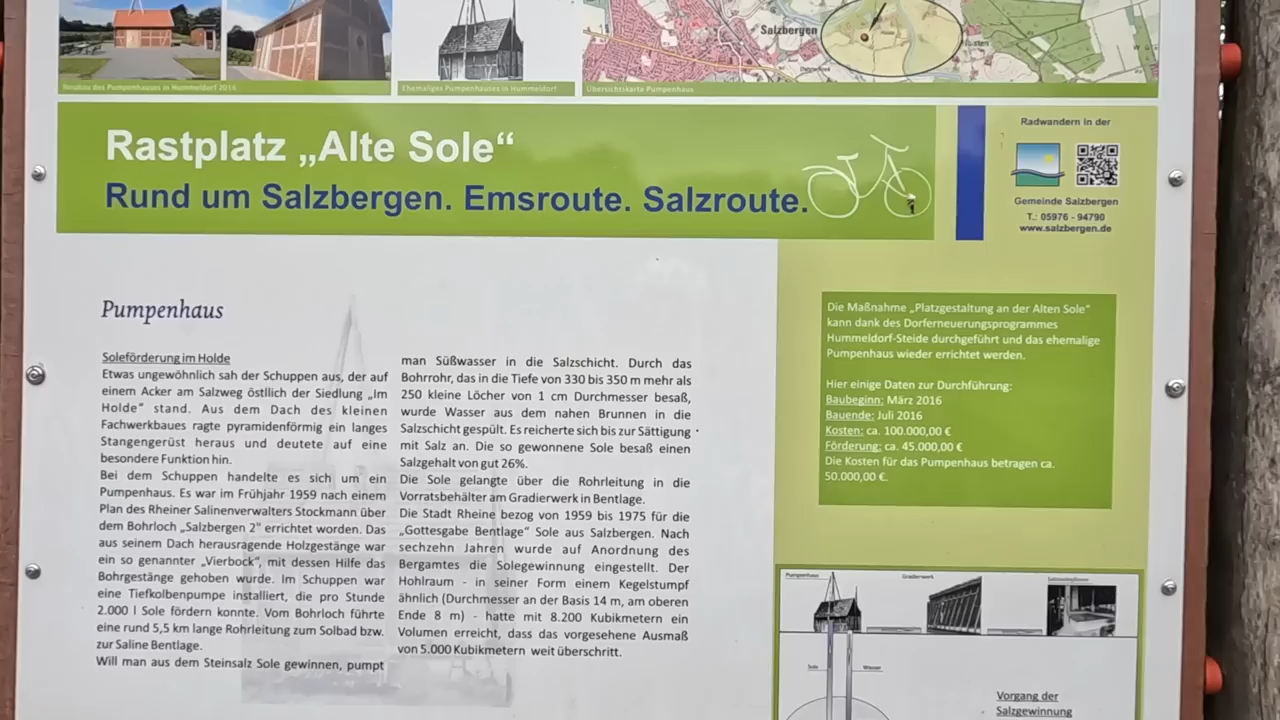 Neubau des Pumpenhauses in Hummeldorf 2016
Ehemaliges Pumpenhauses in Hummeldorf
Übersichtskarte Pumpenhaus
Salzbergen
Rastplatz „Alte Sole“
Rund um Salzbergen. Emsroute. Salzroute.
Radwandern in der
Gemeinde Salzbergen
T.: 05976 - 94790
www.salzbergen.de
Pumpenhaus
Soleförderung im Holde
Etwas ungewöhnlich sah der Schuppen aus, der auf
einem Acker am Salzweg östllich der Siedlung „Im
Holde“ stand. Aus dem Dach des kleinen
Fachwerkbaues ragte pyramidenförmig ein langes
Stangengerüst heraus und deutete auf eine
besondere Funktion hin.
Bei dem Schuppen handelte es sich um ein
Pumpenhaus. Es war im Frühjahr 1959 nach einem
Plan des Rheiner Salinenverwalters Stockmann über
dem Bohrloch „Salzbergen 2“ errichtet worden. Das
aus seinem Dach herausragende Holzgestänge war
ein so genannter „Vierbock“, mit dessen Hilfe das
Bohrgestänge gehoben wurde. Im Schuppen war
eine Tiefkolbenpumpe installiert, die pro Stunde
2.000 l Sole fördern konnte. Vom Bohrloch führte
eine rund 5,5 km lange Rohrleitung zum Solbad bzw.
zur Saline Bentlage.
Will man aus dem Steinsalz Sole gewinnen, pumpt
man Süßwasser in die Salzschicht. Durch das
Bohrrohr, das in die Tiefe von 330 bis 350 m mehr als
250 kleine Löcher von 1 cm Durchmesser besaß,
wurde Wasser aus dem nahen Brunnen in die
Salzschicht gespült. Es reicherte sich bis zur Sättigung
mit Salz an. Die so gewonnene Sole besaß einen
Salzgehalt von gut 26%.
Die Sole gelangte über die Rohrleitung in die
Vorratsbehälter am Gradierwerk in Bentlage.
Die Stadt Rheine bezog von 1959 bis 1975 für die
„Gottesgabe Bentlage“ Sole aus Salzbergen. Nach
sechzehn Jahren wurde auf Anordnung des
Bergamtes die Solegewinnung eingestellt. Der
Hohlraum - in seiner Form einem Kegelstumpf
ähnlich (Durchmesser an der Basis 14 m, am oberen
Ende 8 m) - hatte mit 8.200 Kubikmetern ein
Volumen erreicht, dass das vorgesehene Ausmaß
von 5.000 Kubikmetern weit überschritt.
Die Maßnahme „Platzgestaltung an der Alten Sole“
kann dank des Dorferneuerungsprogrammes
Hummeldorf-Steide durchgeführt und das ehemalige
Pumpenhaus wieder errichtet werden.
Hier einige Daten zur Durchführung:
Baubeginn: März 2016
Bauende: Juli 2016
Kosten: ca. 100.000,00 €
Förderung: ca. 45.000,00 €
Die Kosten für das Pumpenhaus betragen ca.
50.000,00 €.
Pumpenhaus
Gradierwerk
Sole
Wasser
Vorgang der
Salzgewinnung